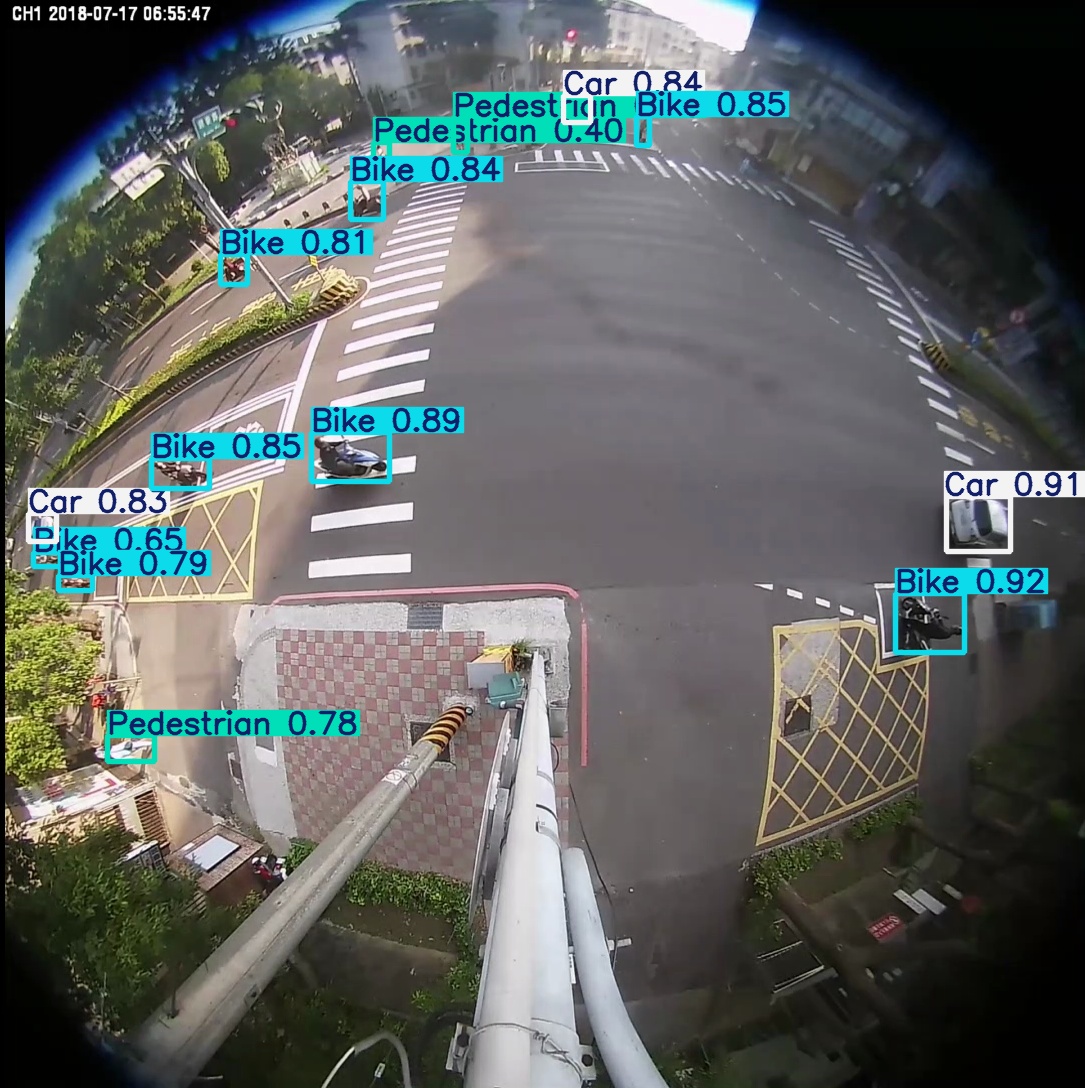 CH1 2018-07-17 06:55:47
Car 0.84
Pedestrian
Bike 0.85
Pedestrian 0.40
Bike 0.84
Bike 0.81
Bike 0.89
Bike 0.85
Car 0.83
Car 0.91
Bike 0.65
Bike 0.79
Bike 0.92
Pedestrian 0.78